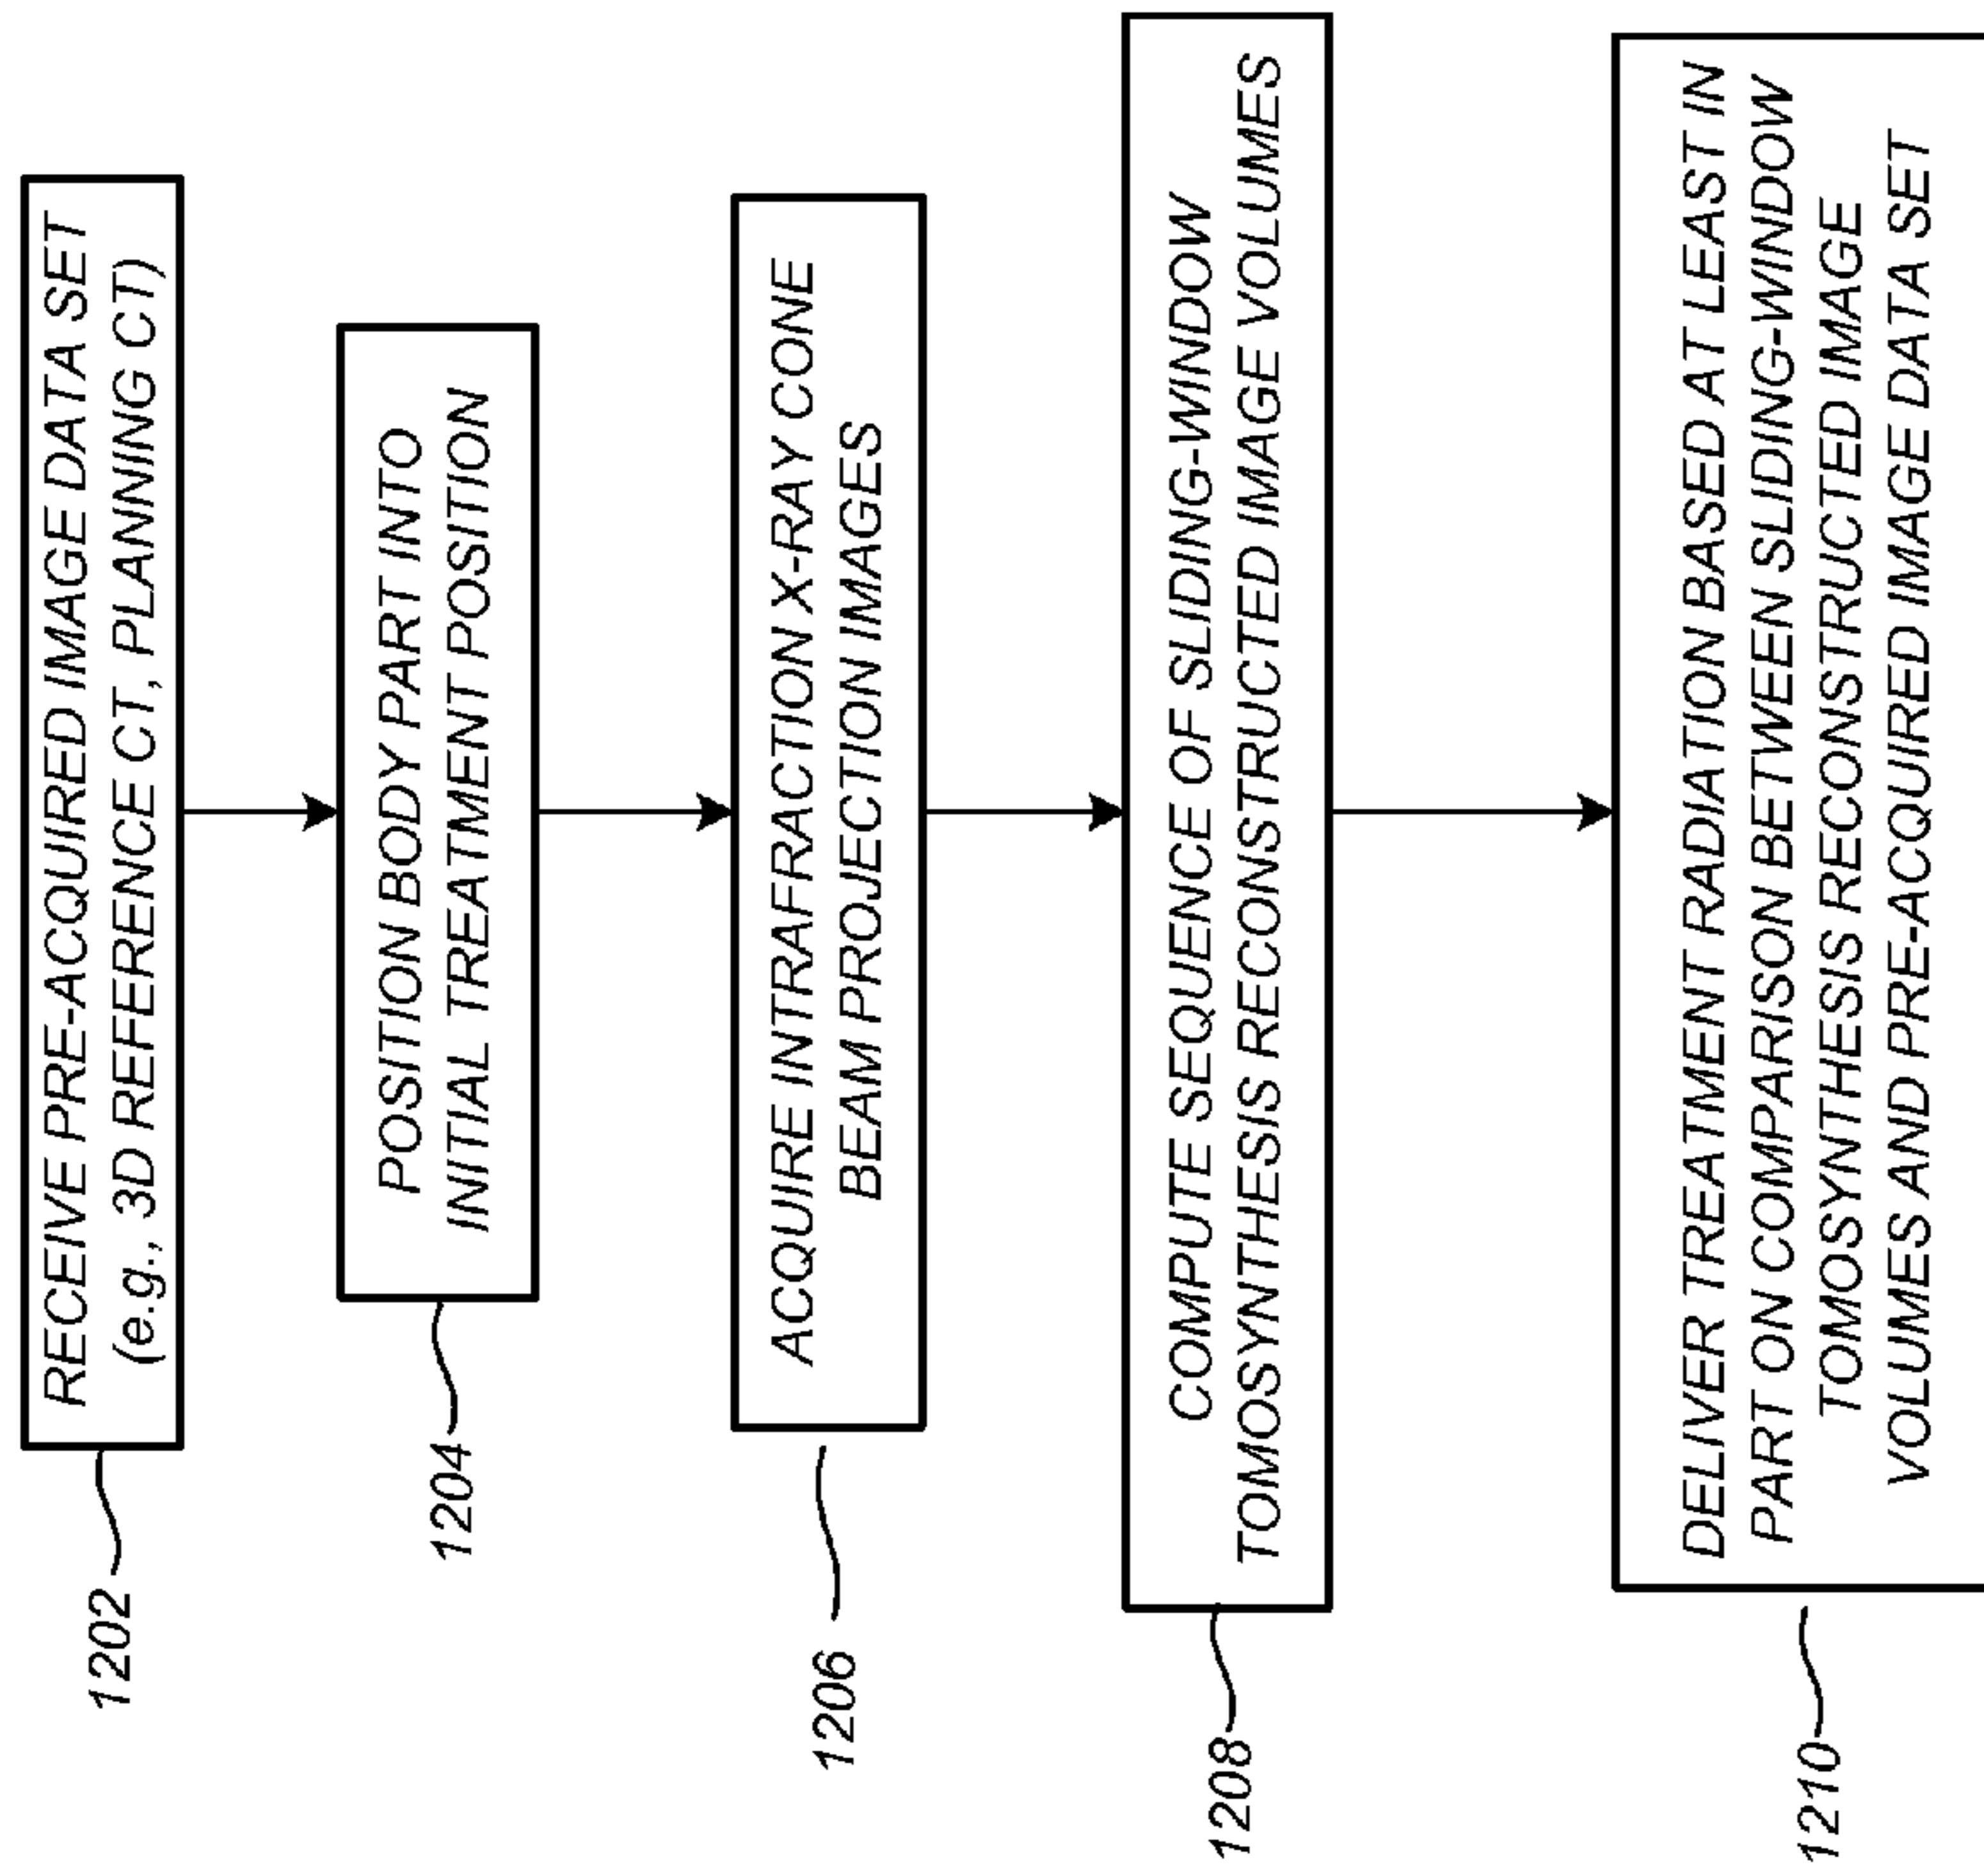 RECEIVE PRE-ACQUIRED IMAGE DATA SET
(e.g., 3D REFERENCE CT, PLANNING CT)
1202
POSITION BODY PART INTO
INITIAL TREATMENT POSITION
1204
ACQUIRE INTRAFRACTION X-RAY CONE
BEAM PROJECTION IMAGES
1206
COMPUTE SEQUENCE OF SLIDING-WINDOW
TOMOSYNTHESIS RECONSTRUCTED IMAGE VOLUMES
1208
DELIVER TREATMENT RADIATION BASED AT LEAST IN
PART ON COMPARISON BETWEEN SLIDING-WINDOW
TOMOSYNTHESIS RECONSTRUCTED IMAGE
VOLUMES AND PRE-ACQUIRED IMAGE DATA SET
1210